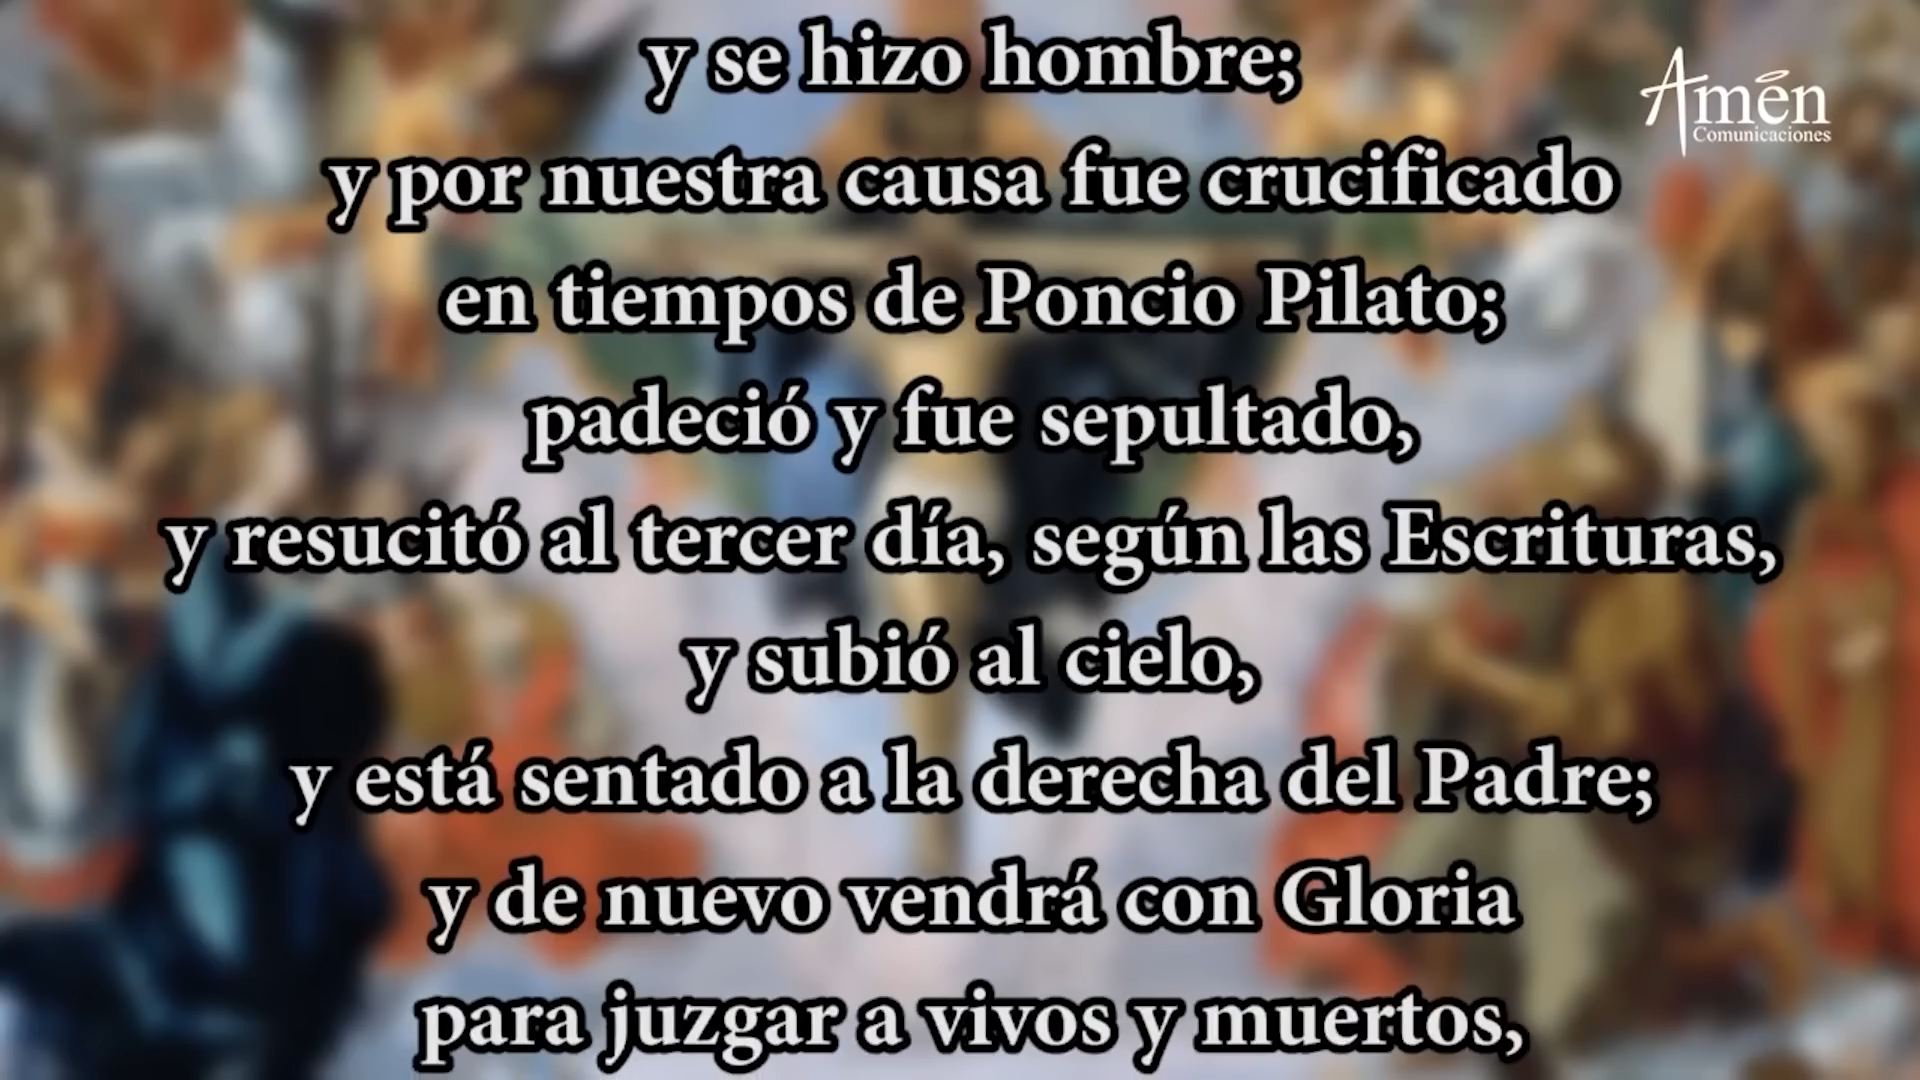 y se hizo hombre;
Amén
Comunicaciones
y por nuestra causa fue crucificado
en tiempos de Poncio Pilato;
padeció y fue sepultado,
y resucitó al tercer día, según las Escrituras,
y subió al cielo,
y está sentado a la derecha del Padre;
y de nuevo vendrá con Gloria
para juzgar a vivos y muertos,